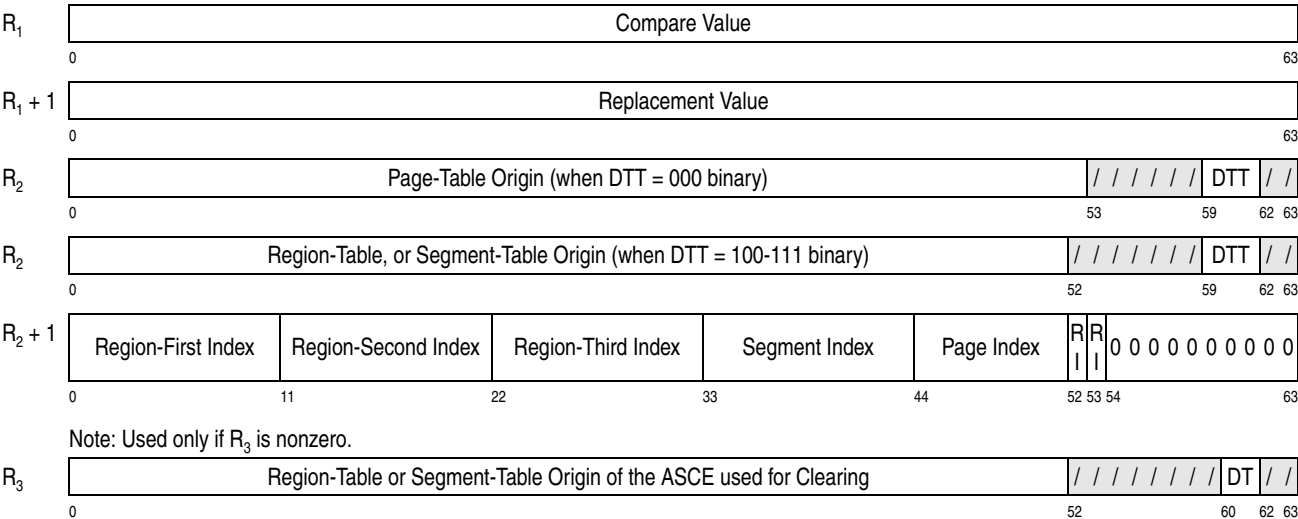 R1 Compare Value
0 63
R1 + 1 Replacement Value
0 63
R2 Page-Table Origin (when DTT = 000 binary) / / / / / / DTT / /
0 53 59 62 63
R2 Region-Table, or Segment-Table Origin (when DTT = 100-111 binary) / / / / / / / DTT / /
0 52 59 62 63
R2 + 1 Region-First Index Region-Second Index Region-Third Index Segment Index Page Index RI RI 0 0 0 0 0 0 0 0 0 0
0 11 22 33 44 52 53 54 63
Note: Used only if R3 is nonzero.
R3 Region-Table or Segment-Table Origin of the ASCE used for Clearing / / / / / / / / DT / /
0 52 60 62 63